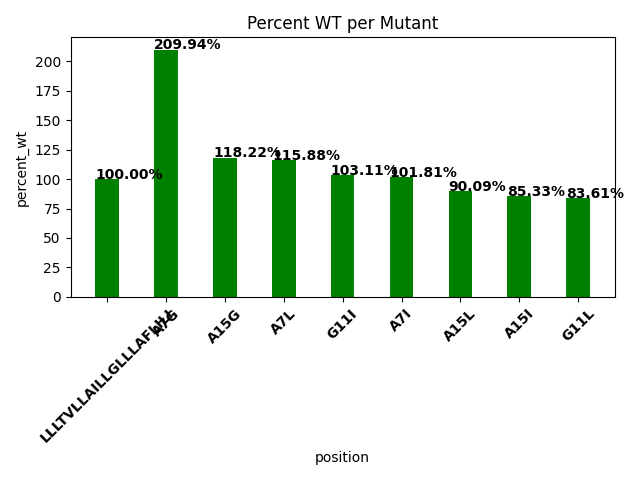 Percent WT per Mutant
percent_wt
200
175
150
125
100
75
50
25
0
100.00%
209.94%
118.22%
115.88%
103.11%
101.81%
90.09%
85.33%
83.61%
A7G
A15G
A7L
G11I
A7I
A15L
A15I
G11L
position